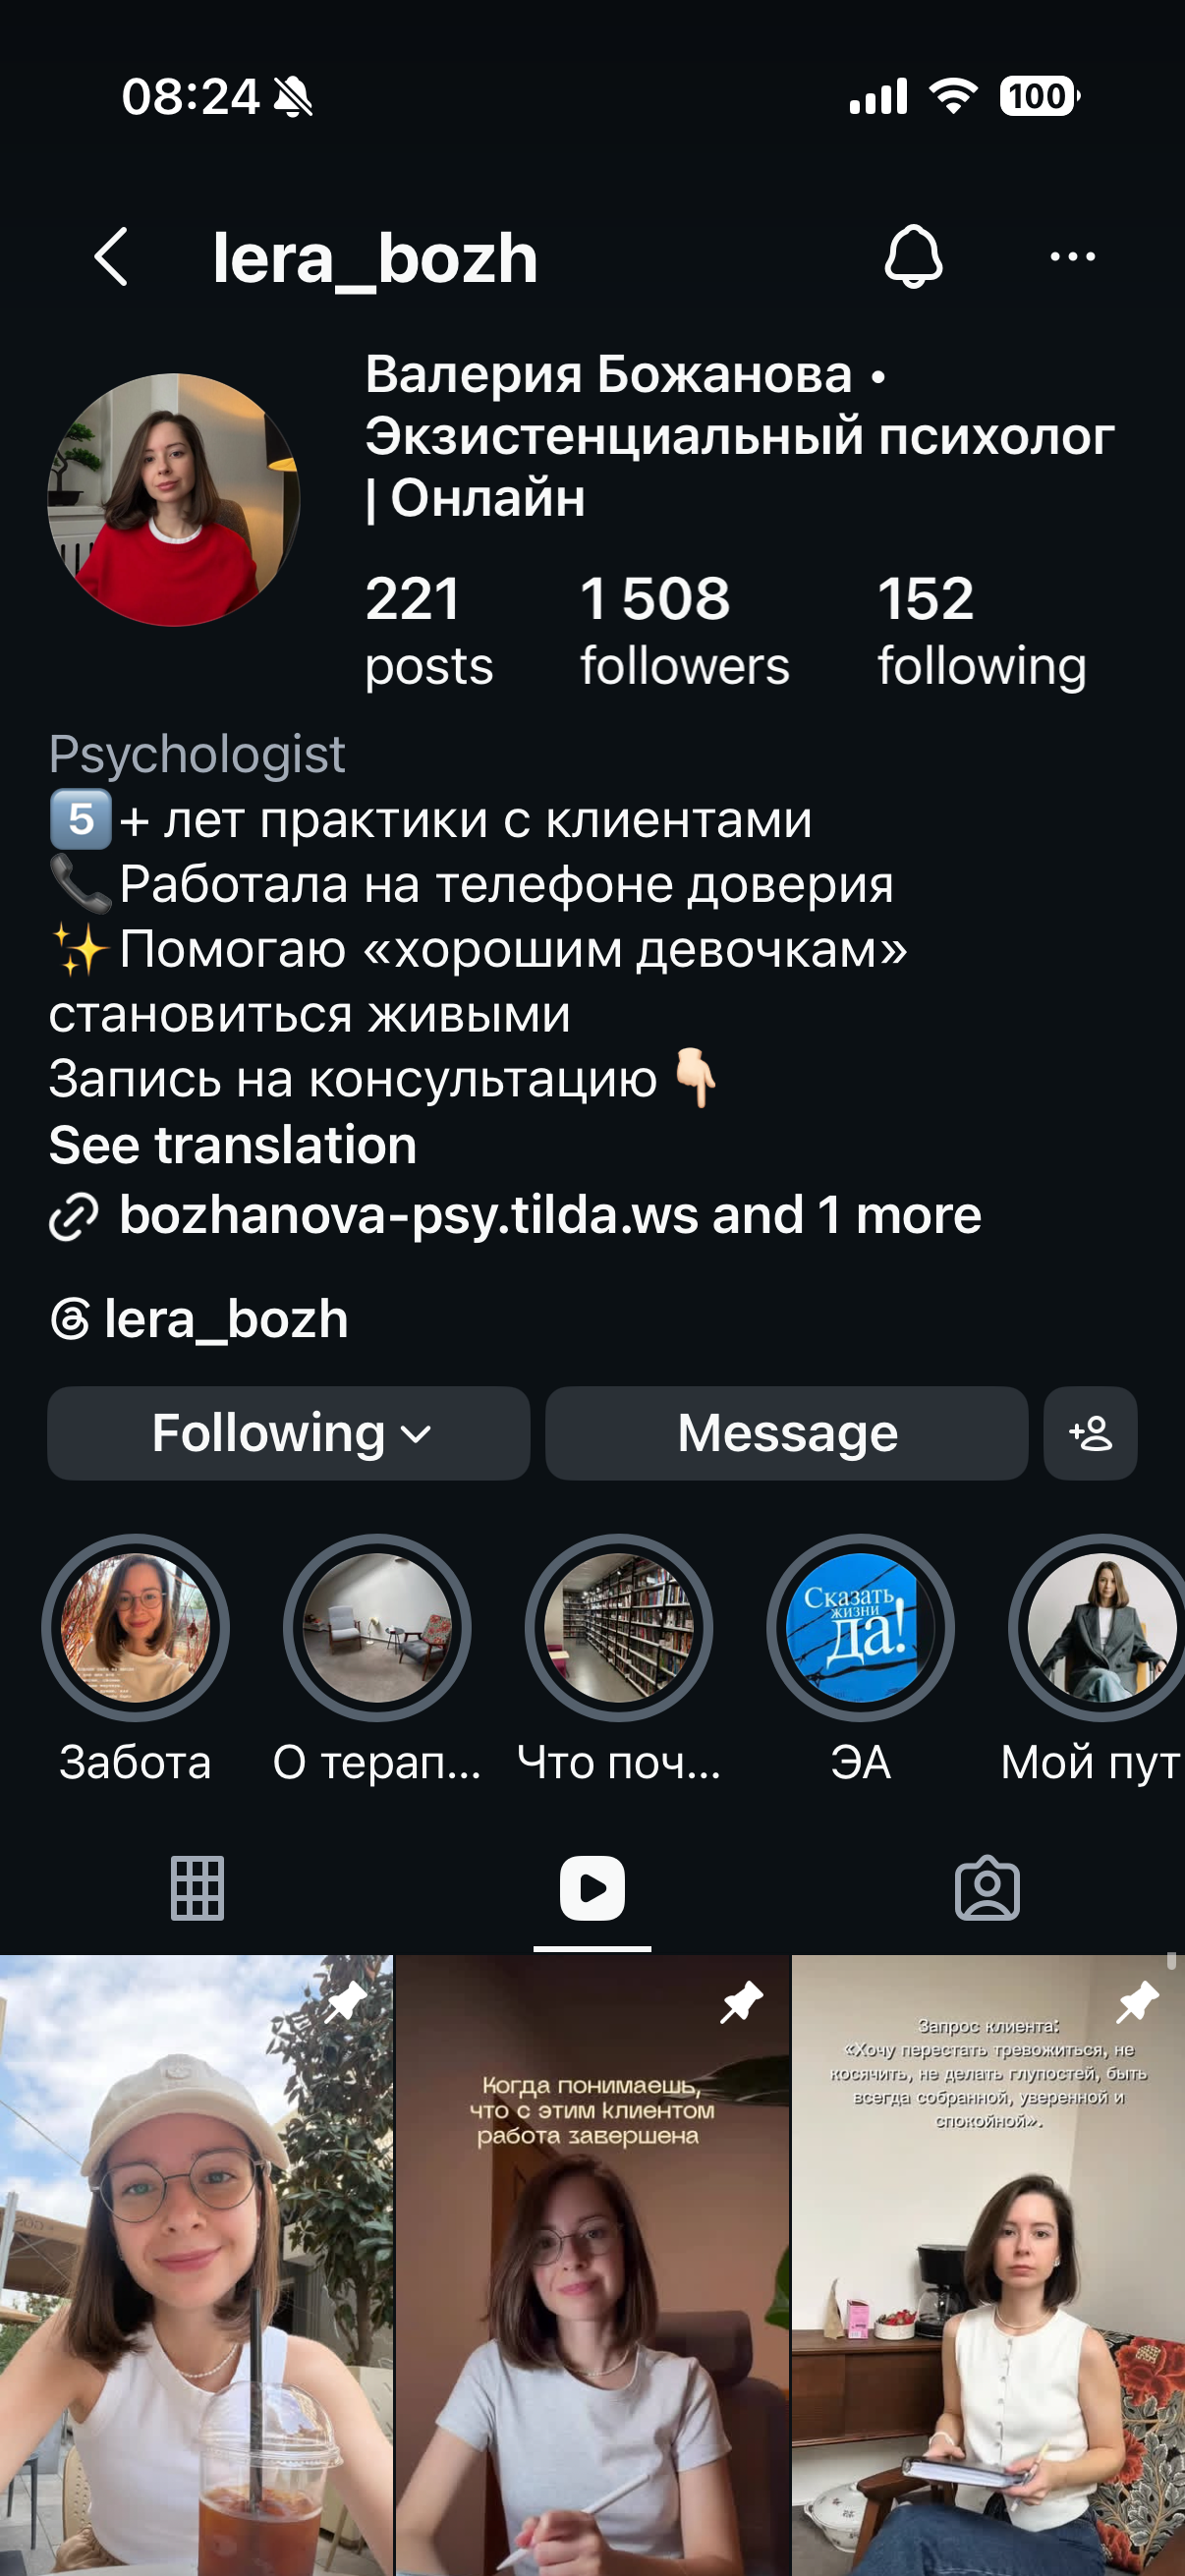 08:24
100
lera_bozh
Валерия Божанова •
Экзистенциальный психолог
| Онлайн
221
1 508
152
posts
followers
following
Psychologist
5️⃣+ лет практики с клиентами
📞Работала на телефоне доверия
✨Помогаю «хорошим девочкам»
становиться живыми
Запись на консультацию 👇🏻
See translation
bozhanova-psy.tilda.ws and 1 more
lera_bozh
Following
Message
Сказать
жизни
да!
Забота
О терап...
Что поч...
ЭА
Мой пут
Когда понимаешь,
что с этим клиентом
работа завершена
Запрос клиента:
«Хочу перестать тревожиться, не
косячить, не делать глупостей, быть
всегда собранной, уверенной и
спокойной».